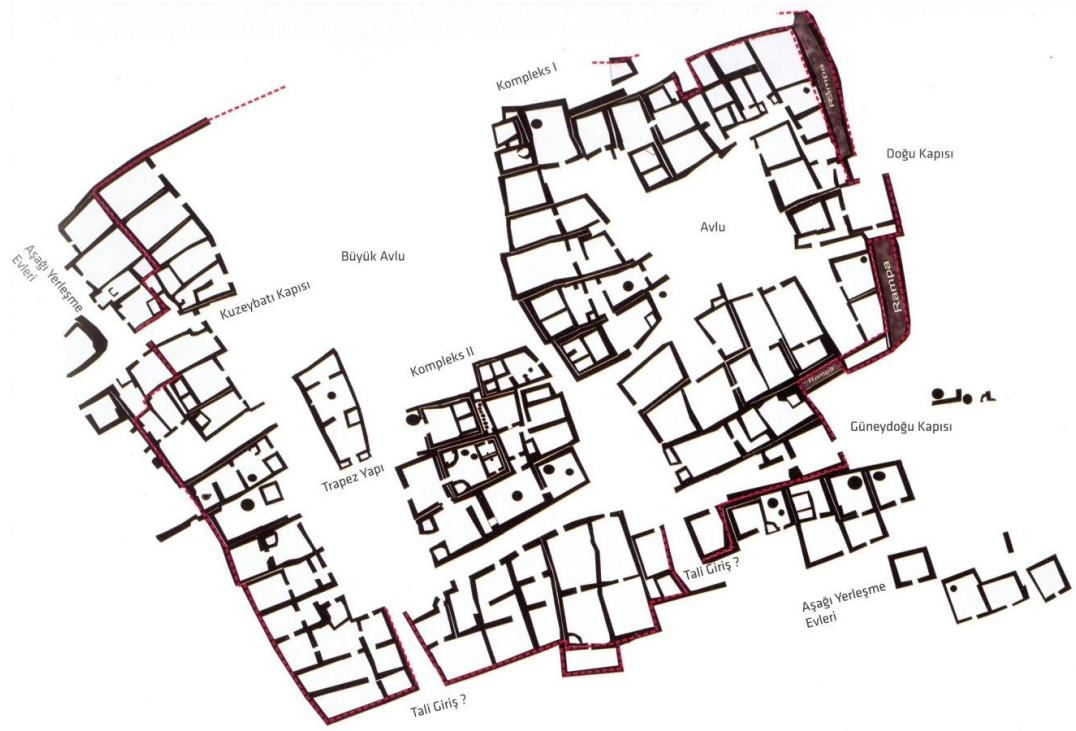 Kompleks I
Rampa
Doğu Kapısı
Avlu
Büyük Avlu
Aşağı Yerleşme
Evleri
Kuzeybatı Kapısı
Rampa
Kompleks II
Rampa
Güneydoğu Kapısı
Trapez Yapı
Tali Giriş ?
Aşağı Yerleşme
Evleri
Tali Giriş ?